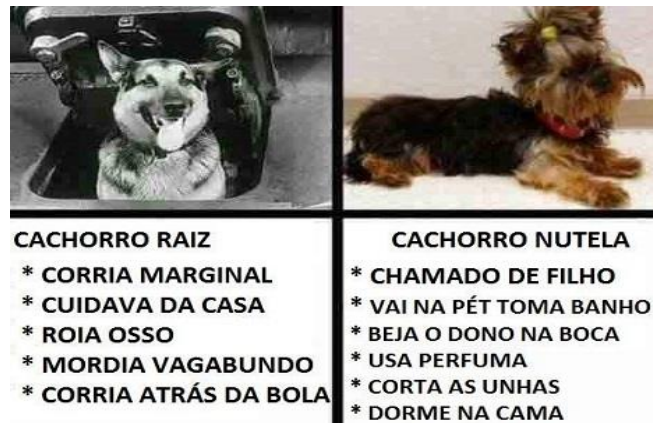 CACHORRO RAIZ
* CORRIA MARGINAL
* CUIDAVA DA CASA
* ROIA OSSO
* MORDIA VAGABUNDO
* CORRIA ATRÁS DA BOLA
CACHORRO NUTELA
* CHAMADO DE FILHO
* VAI NA PÉT TOMA BANHO
* BEJA O DONO NA BOCA
* USA PERFUMA
* CORTA AS UNHAS
* DORME NA CAMA